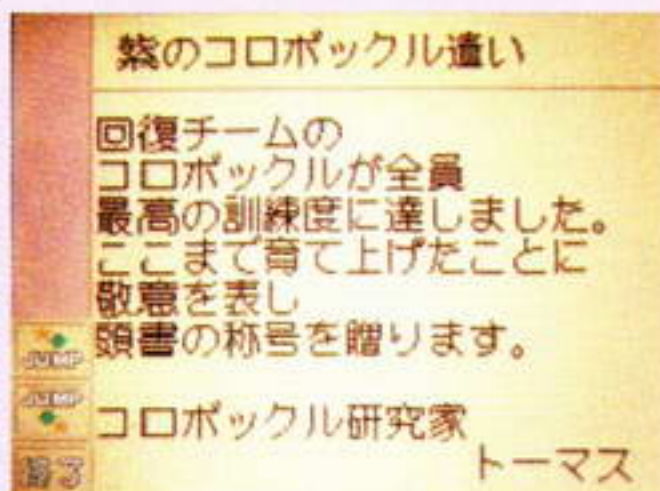 紫のコロボックル遣い
回復チームの
コロボックルが全員
最高の訓練度に達しました。
ここまで育て上げたことに
敬意を表し
頭書の称号を贈ります。
コロボックル研究家
トーマス
JUMP
JUMP
終了